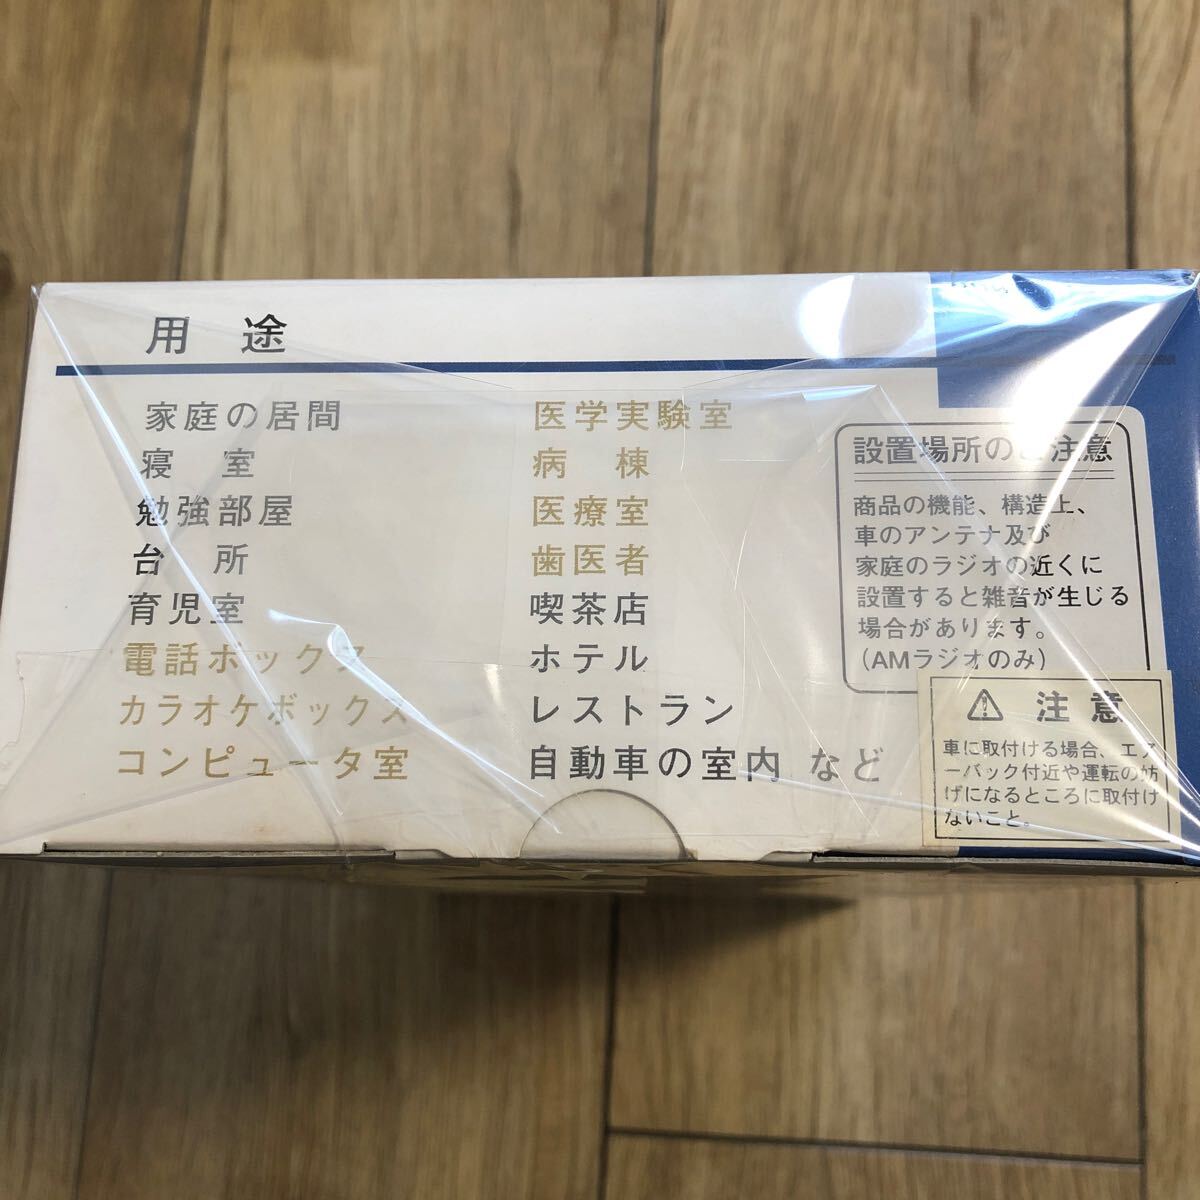 用途
家庭の居間
寝室
勉強部屋
台所
育児室
電話ボックス
カラオケボックス
コンピュータ室
医学実験室
病棟
医療室
歯医者
喫茶店
ホテル
レストラン
自動車の室内 など
設置場所のご注意
商品の機能、構造上、
車のアンテナ及び
家庭のラジオの近くに
設置すると雑音が生じる
場合があります。
(AMラジオのみ)
⚠ 注意
車に取付ける場合、エア
ーバック付近や運転の妨
げになるところに取付け
ないこと。